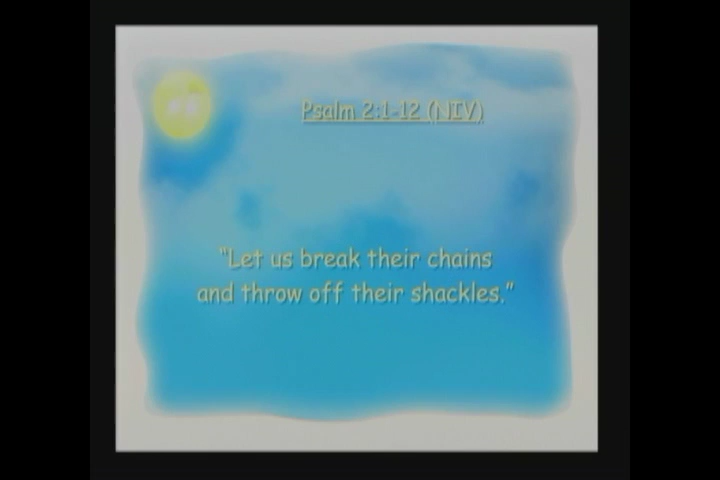 Psalm 2:1-12 (NIV)
“Let us break their chains
and throw off their shackles.”